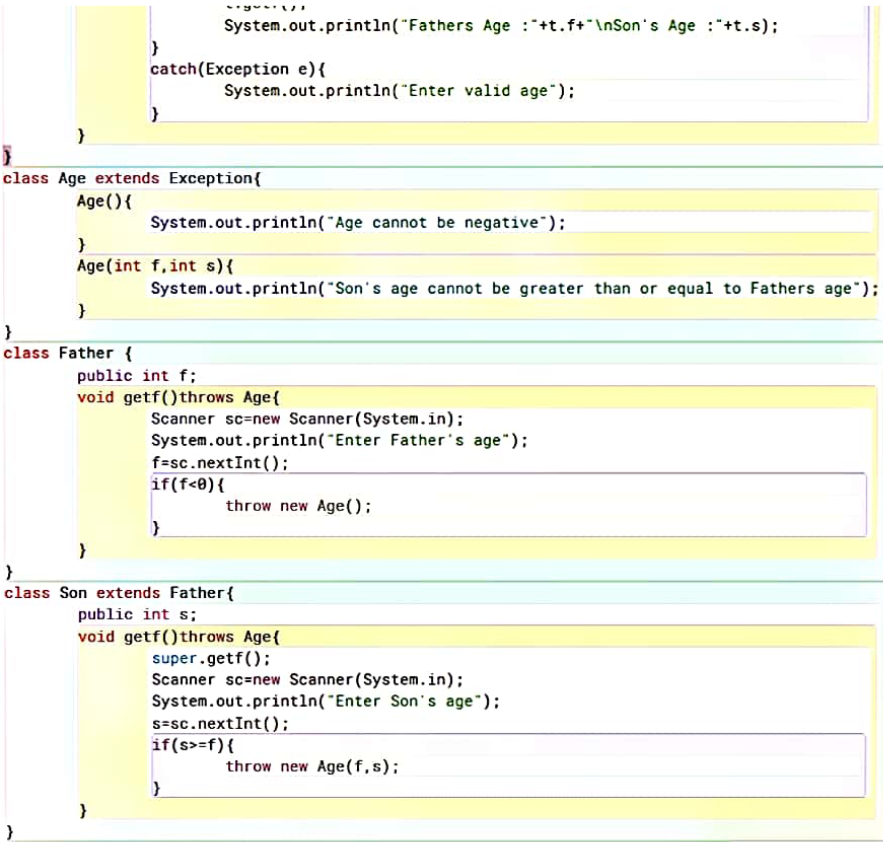 System.out.println("Fathers Age :"+t.f+"\nSon's Age :"+t.s);
}
catch(Exception e){
System.out.println("Enter valid age");
}
}
}
class Age extends Exception{
Age(){
System.out.println("Age cannot be negative");
}
Age(int f,int s){
System.out.println("Son's age cannot be greater than or equal to Fathers age");
}
}
class Father {
public int f;
void getf()throws Age{
Scanner sc=new Scanner(System.in);
System.out.println("Enter Father's age");
f=sc.nextInt();
if(f<0){
throw new Age();
}
}
}
class Son extends Father{
public int s;
void getf()throws Age{
super.getf();
Scanner sc=new Scanner(System.in);
System.out.println("Enter Son's age");
s=sc.nextInt();
if(s>=f){
throw new Age(f,s);
}
}
}